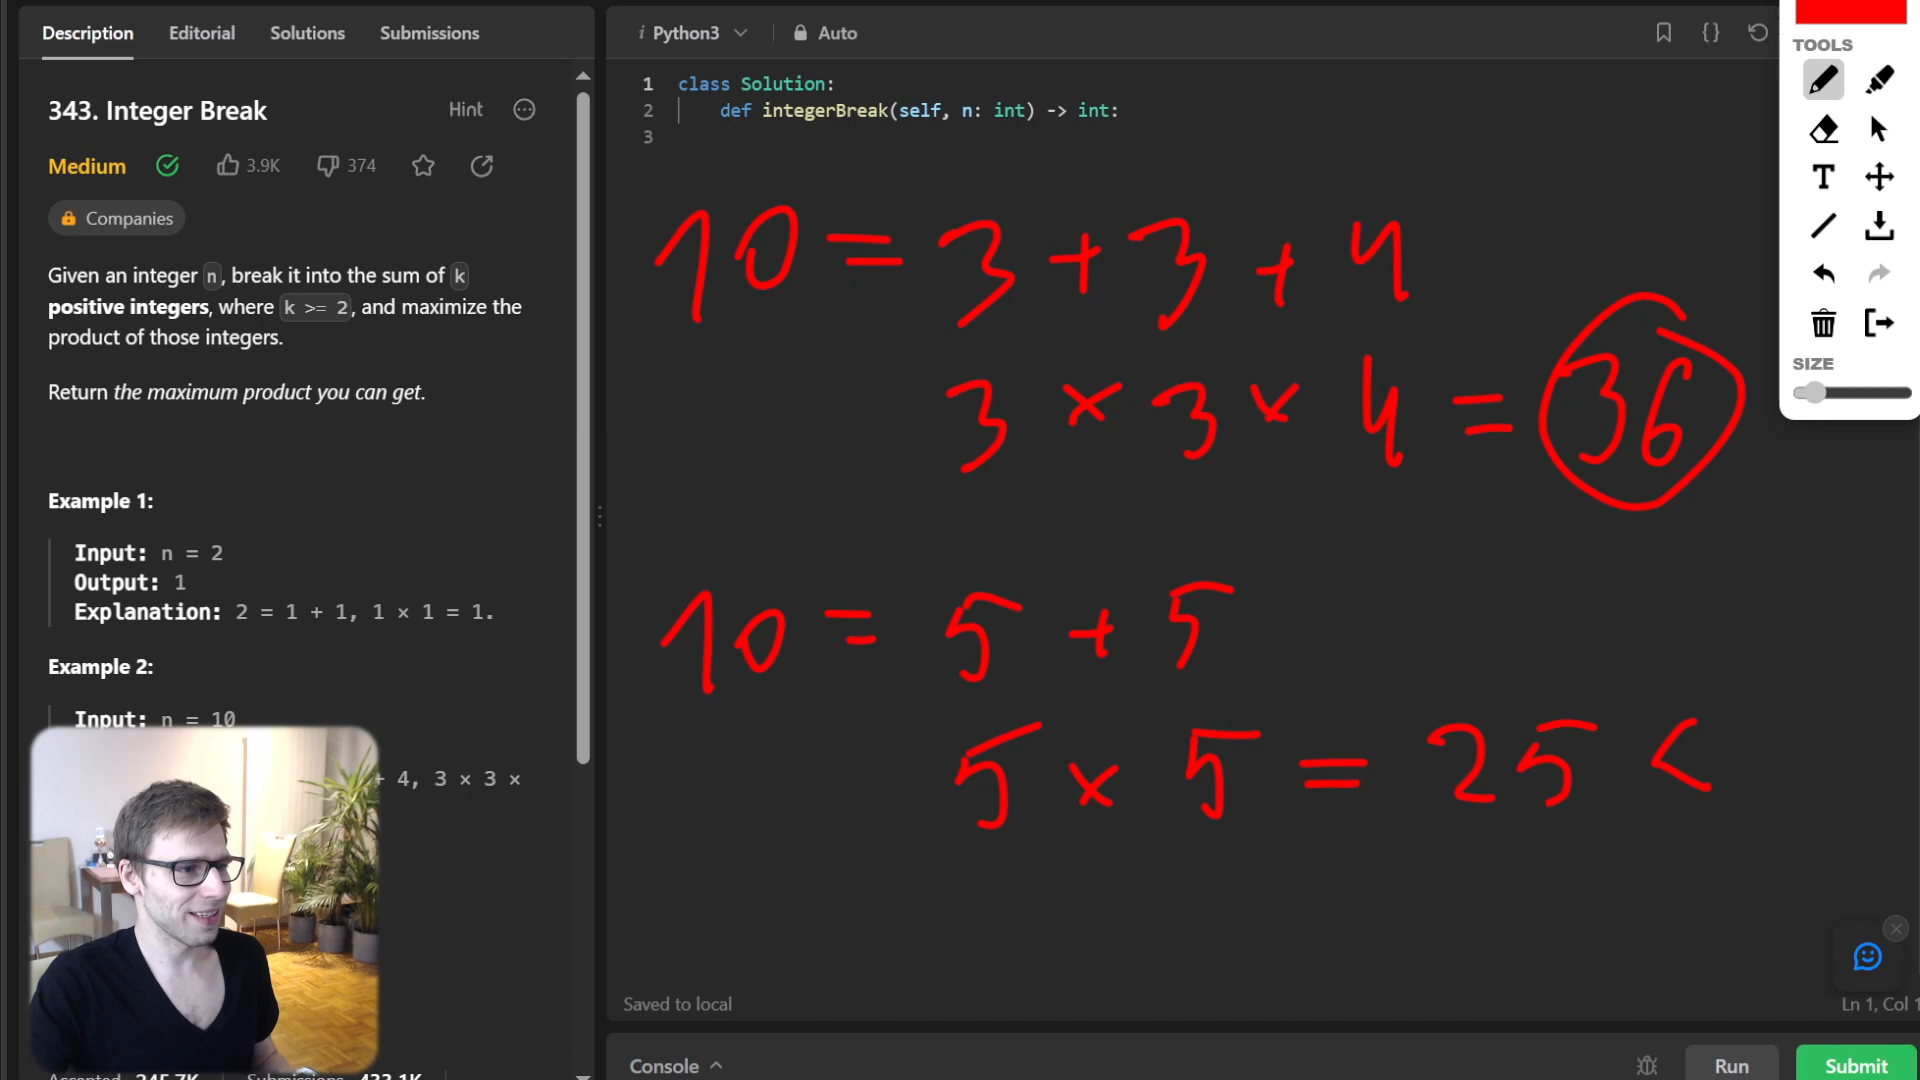 Description Editorial Solutions Submissions
343. Integer Break Hint
Medium 3.9K 374
Companies
Given an integer n, break it into the sum of k
positive integers, where k >= 2, and maximize the
product of those integers.
Return the maximum product you can get.
Example 1:
Input: n = 2
Output: 1
Explanation: 2 = 1 + 1, 1 × 1 = 1.
Example 2:
Input: n = 10
+ 4, 3 × 3 ×
i Python3 Auto
1 class Solution:
2 def integerBreak(self, n: int) -> int:
3
10 = 3 + 3 + 4
3 × 3 × 4 = 36
10 = 5 + 5
5 × 5 = 25 <
Saved to local
Ln 1, Col 1
Console Run Submit
TOOLS
T
SIZE